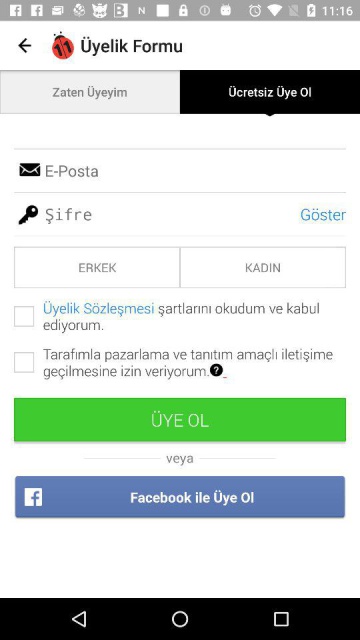 11:16
Üyelik Formu
Zaten Üyeyim
Ücretsiz Üye Ol
E-Posta
Şifre
Göster
ERKEK
KADIN
Üyelik Sözleşmesi şartlarını okudum ve kabul
ediyorum.
Tarafımla pazarlama ve tanıtım amaçlı iletişime
geçilmesine izin veriyorum.
ÜYE OL
veya
Facebook ile Üye Ol